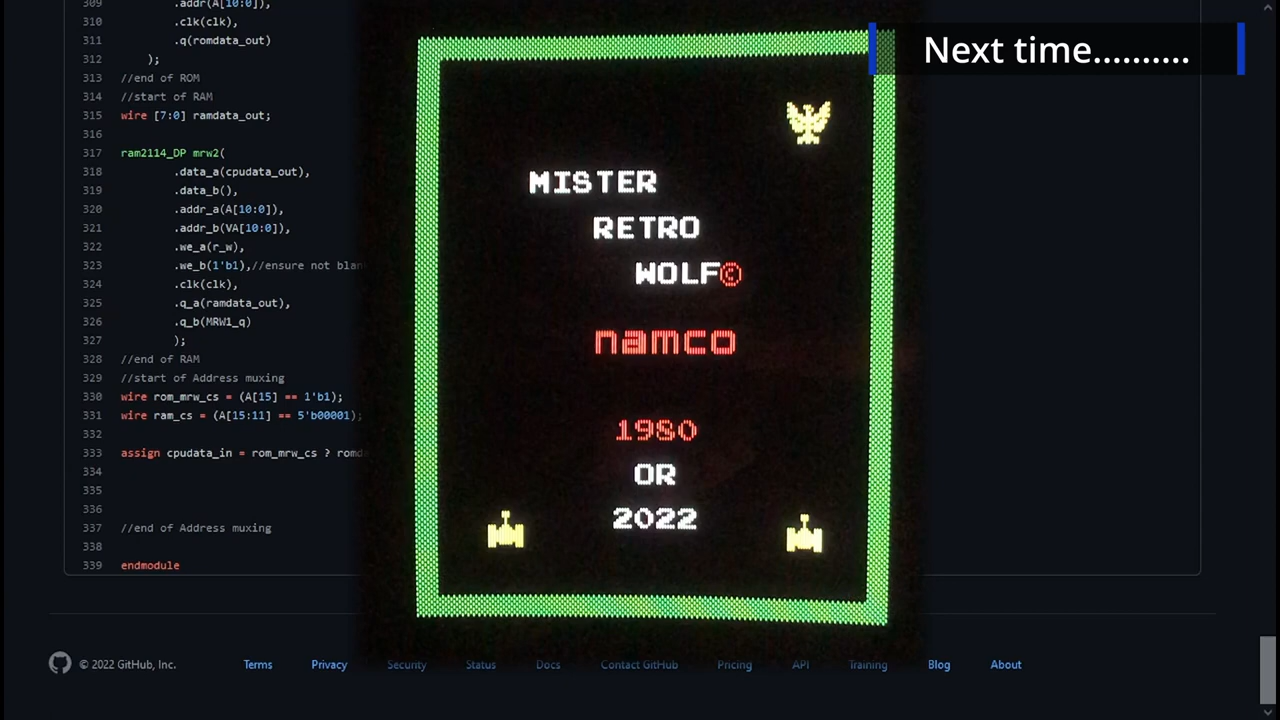 309 .addr(A[10:0]),
310 .clk(clk),
311 .q(romdata_out)
312 );
313 //end of ROM
314 //start of RAM
315 wire [7:0] ramdata_out;
316
317 ram2114_DP mrw2(
318 .data_a(cpudata_out),
319 .data_b(),
320 .addr_a(A[10:0]),
321 .addr_b(VA[10:0]),
322 .we_a(r_w),
323 .we_b(1'b1),//ensure not blan
324 .clk(clk),
325 .q_a(ramdata_out),
326 .q_b(MRW1_q)
327 );
328 //end of RAM
329 //start of Address muxing
330 wire rom_mrw_cs = (A[15] == 1'b1);
331 wire ram_cs = (A[15:11] == 5'b00001);
332
333 assign cpudata_in = rom_mrw_cs ? romd
334
335
336
337 //end of Address muxing
338
339 endmodule
Next time..........
MISTER
RETRO
WOLF©
namco
1980
OR
2022
© 2022 GitHub, Inc. Terms Privacy Security Status Docs Contact GitHub Pricing API Training Blog About